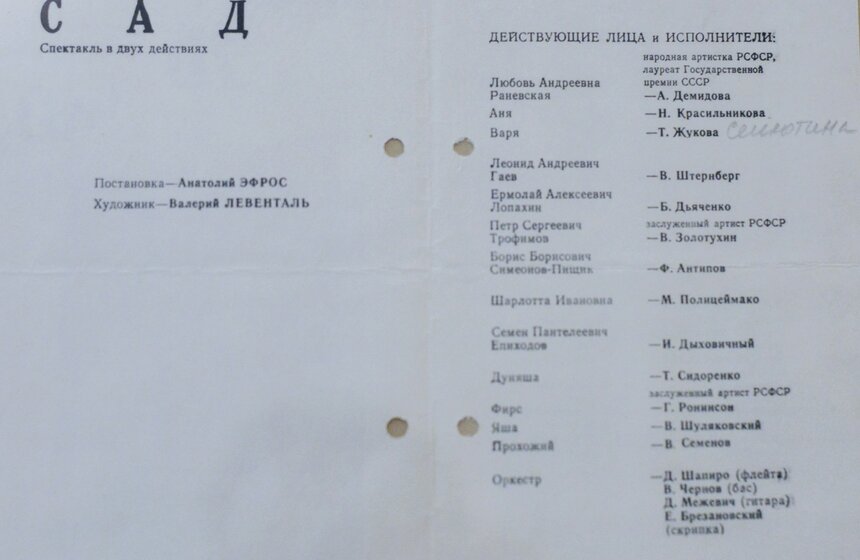 САД
Спектакль в двух действиях
Постановка—Анатолий ЭФРОС
Художник—Валерий ЛЕВЕНТАЛЬ
ДЕЙСТВУЮЩИЕ ЛИЦА и ИСПОЛНИТЕЛИ:
народная артистка РСФСР,
лауреат Государственной
Любовь Андреевна премии СССР
Раневская —А. Демидова
Аня —Н. Красильникова
Варя —Т. Жукова Селютина
Леонид Андреевич
Гаев —В. Штернберг
Ермолай Алексеевич
Лопахин —Б. Дьяченко
Петр Сергеевич заслуженный артист РСФСР
Трофимов —В. Золотухин
Борис Борисович
Симеонов-Пищик —Ф. Антипов
Шарлотта Ивановна —М. Полицеймако
Семен Пантелеевич
Епиходов —И. Дыховичный
Дуняша —Т. Сидоренко
заслуженный артист РСФСР
Фирс —Г. Ронинсон
Яша —В. Шуляковский
Прохожий —В. Семенов
Оркестр —Д. Шапиро (флейта)
В. Чернов (бас)
Д. Межевич (гитара)
Е. Брезановский
(скрипка)